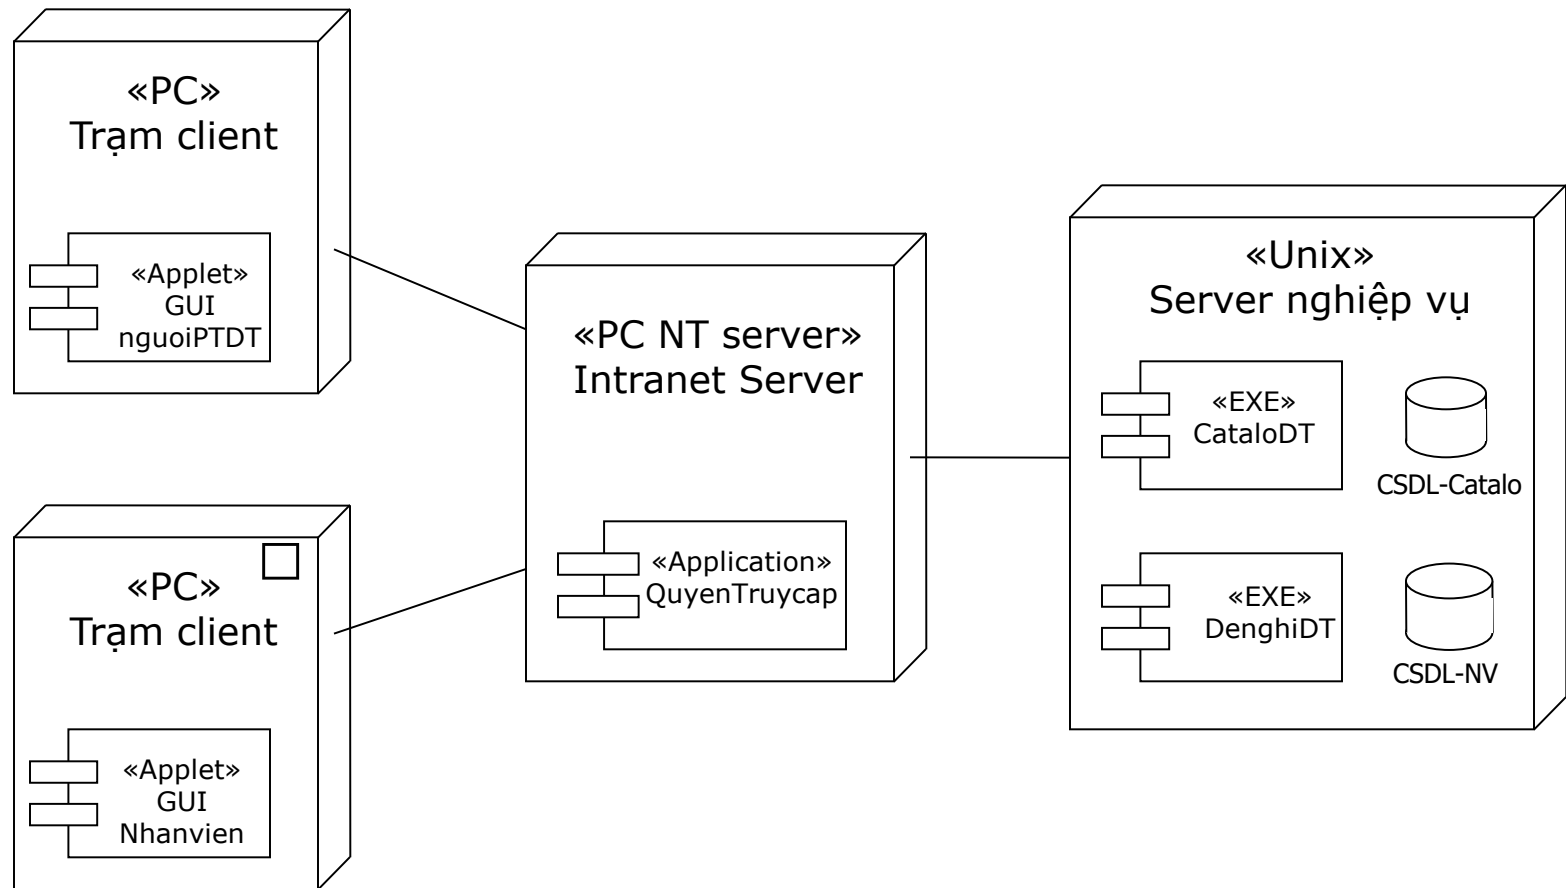 «PC»
Trạm client
«Applet»
GUI
nguoiPTDT
«PC»
Trạm client
«Applet»
GUI
Nhanvien
«PC NT server»
Intranet Server
«Application»
QuyenTruycap
«Unix»
Server nghiệp vụ
«EXE»
CataloDT
CSDL-Catalo
«EXE»
DenghiDT
CSDL-NV